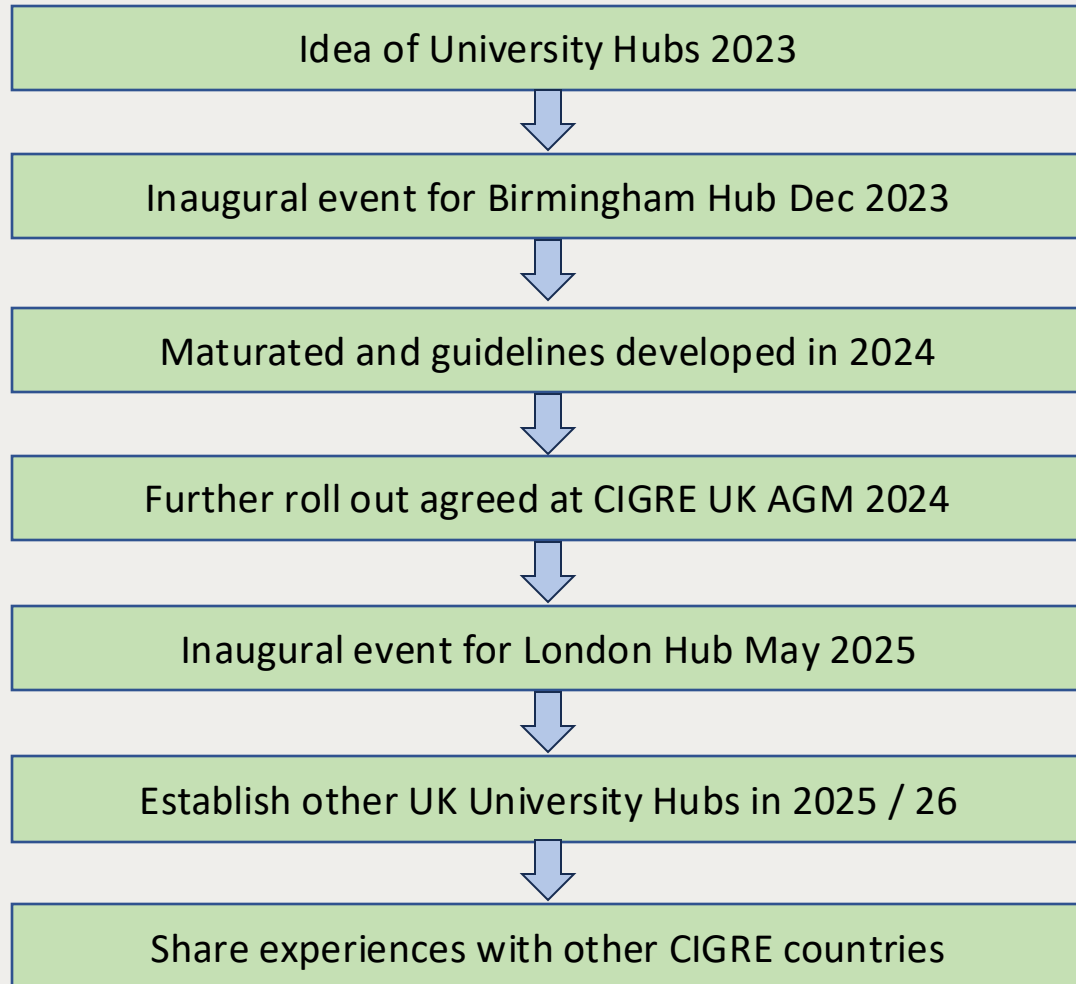 Idea of University Hubs 2023
Inaugural event for Birmingham Hub Dec 2023
Maturated and guidelines developed in 2024
Further roll out agreed at CIGRE UK AGM 2024
Inaugural event for London Hub May 2025
Establish other UK University Hubs in 2025 / 26
Share experiences with other CIGRE countries